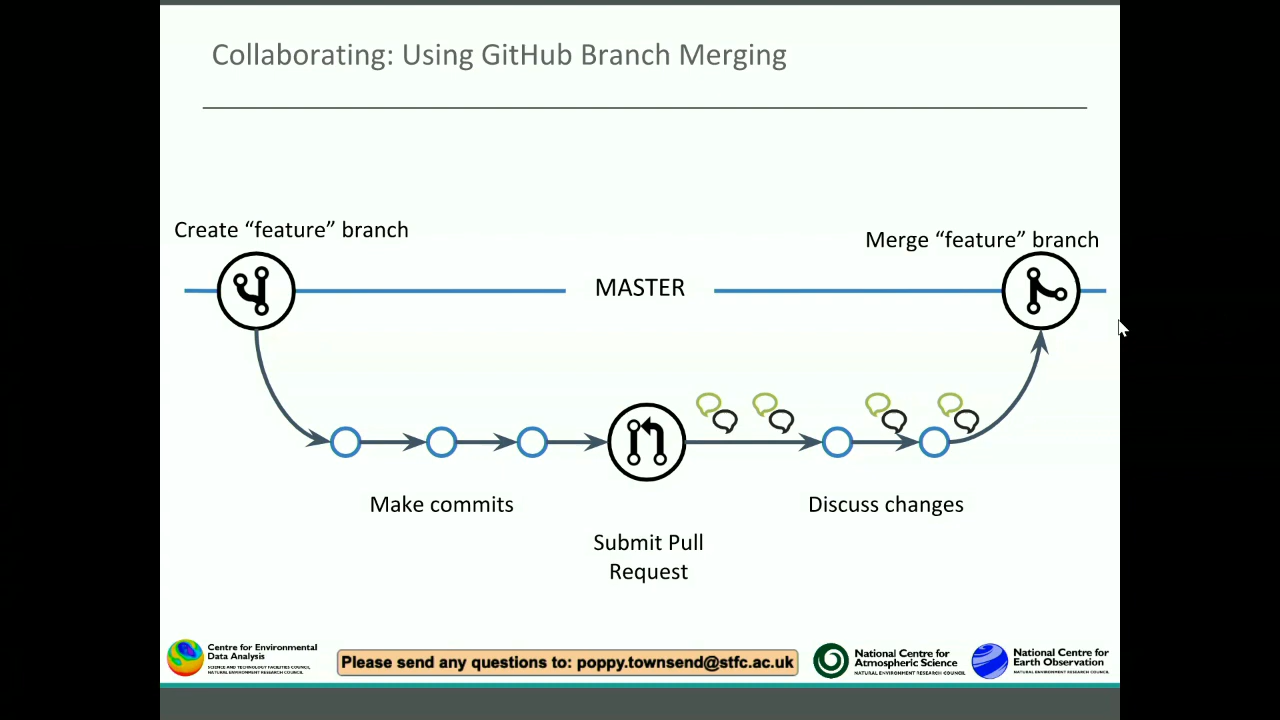 Collaborating: Using GitHub Branch Merging
Create “feature” branch
Merge “feature” branch
MASTER
Make commits
Discuss changes
Submit Pull
Request
Centre for Environmental
Data Analysis
SCIENCE AND TECHNOLOGY FACILITIES COUNCIL
NATURAL ENVIRONMENT RESEARCH COUNCIL
Please send any questions to: poppy.townsend@stfc.ac.uk
National Centre for
Atmospheric Science
NATURAL ENVIRONMENT RESEARCH COUNCIL
National Centre for
Earth Observation
NATURAL ENVIRONMENT RESEARCH COUNCIL